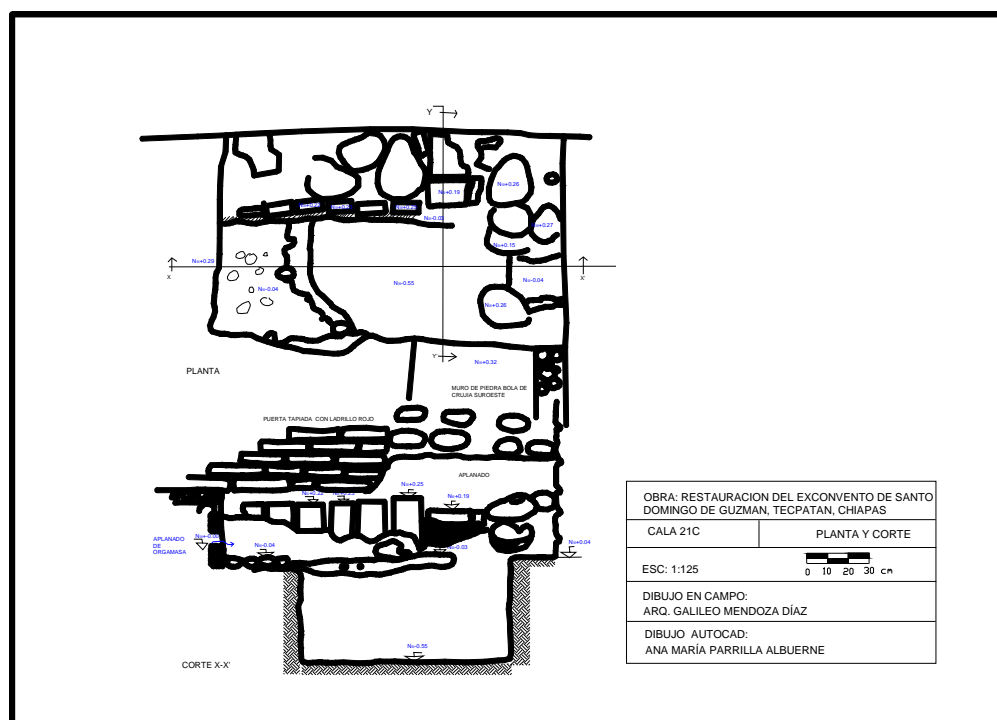 Y
N=+0.26
N=+0.19
N=+0.27
N=-0.03
N=+0.15
N=+0.29
X
X'
N=-0.04
N=-0.55
N=-0.04
N=+0.26
Y'
N=+0.32
PLANTA
MURO DE PIEDRA BOLA DE
CRUJIA SUROESTE
PUERTA TAPIADA CON LADRILLO ROJO
APLANADO
N=+0.25
N=+0.22
N=+0.19
APLANADO
DE
ORGAMASA
N=-0.04
N=-0.03
N=+0.04
N=-0.55
CORTE X-X'
OBRA: RESTAURACION DEL EXCONVENTO DE SANTO
DOMINGO DE GUZMAN, TECPATAN, CHIAPAS
CALA 21C
PLANTA Y CORTE
ESC: 1:125
0 10 20 30 cm
DIBUJO EN CAMPO:
ARQ. GALILEO MENDOZA DÍAZ
DIBUJO AUTOCAD:
ANA MARÍA PARRILLA ALBUERNE